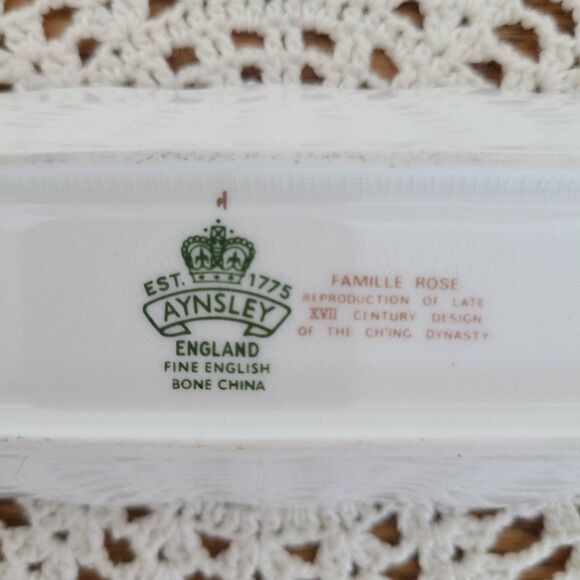 EST. 1775
AYNSLEY
ENGLAND
FINE ENGLISH
BONE CHINA
FAMILLE ROSE
REPRODUCTION OF LATE
XVII CENTURY DESIGN
OF THE CH'ING DYNASTY